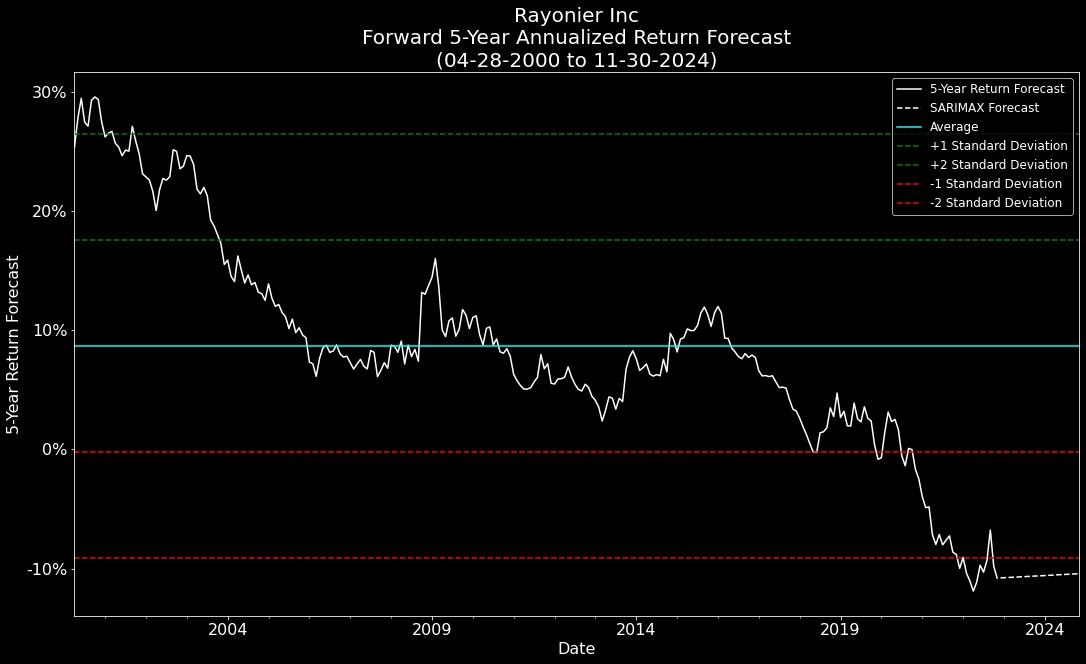 Rayonier Inc
Forward 5-Year Annualized Return Forecast
(04-28-2000 to 11-30-2024)
5-Year Return Forecast
SARIMAX Forecast
Average
+1 Standard Deviation
+2 Standard Deviation
-1 Standard Deviation
-2 Standard Deviation
30%
20%
10%
0%
-10%
5-Year Return Forecast
2004
2009
2014
2019
2024
Date